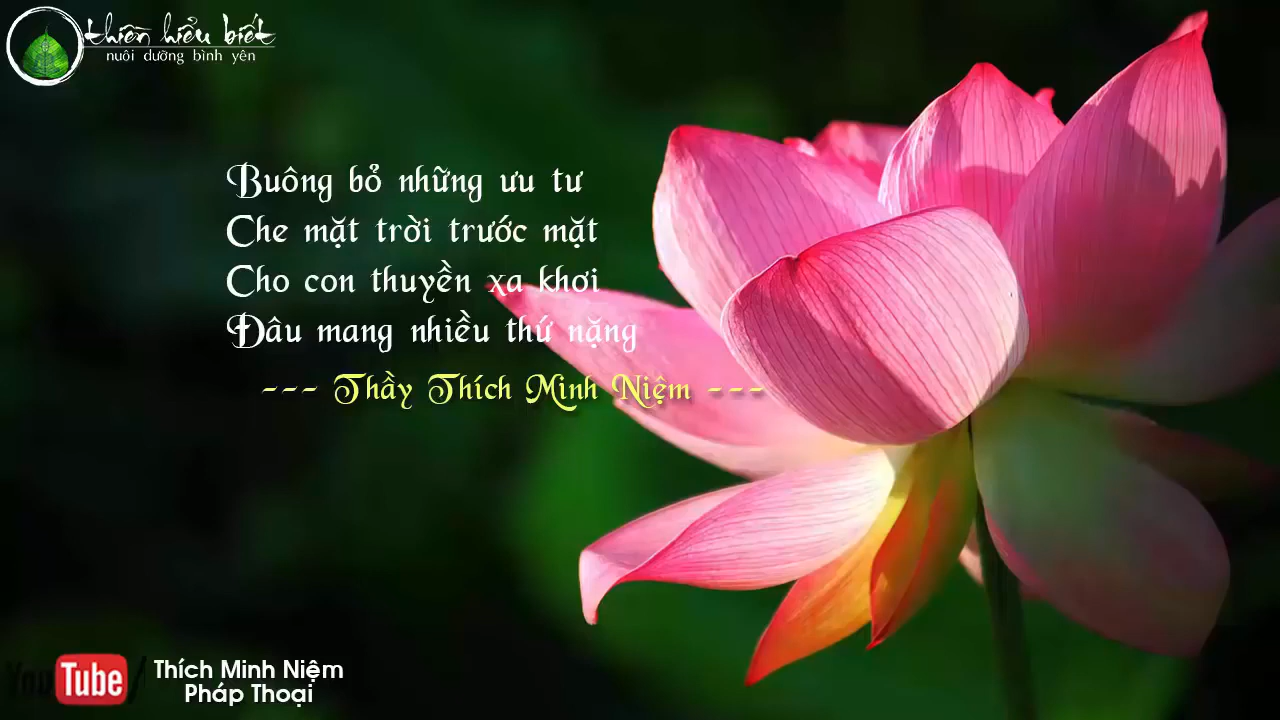 thiền hiểu biết
nuôi dưỡng bình yên
Buông bỏ những ưu tư
Che mặt trời trước mặt
Cho con thuyền xa khơi
Đâu mang nhiều thứ nặng
--- Thầy Thích Minh Niệm ---
YouTube / Thích Minh Niệm
Pháp Thoại